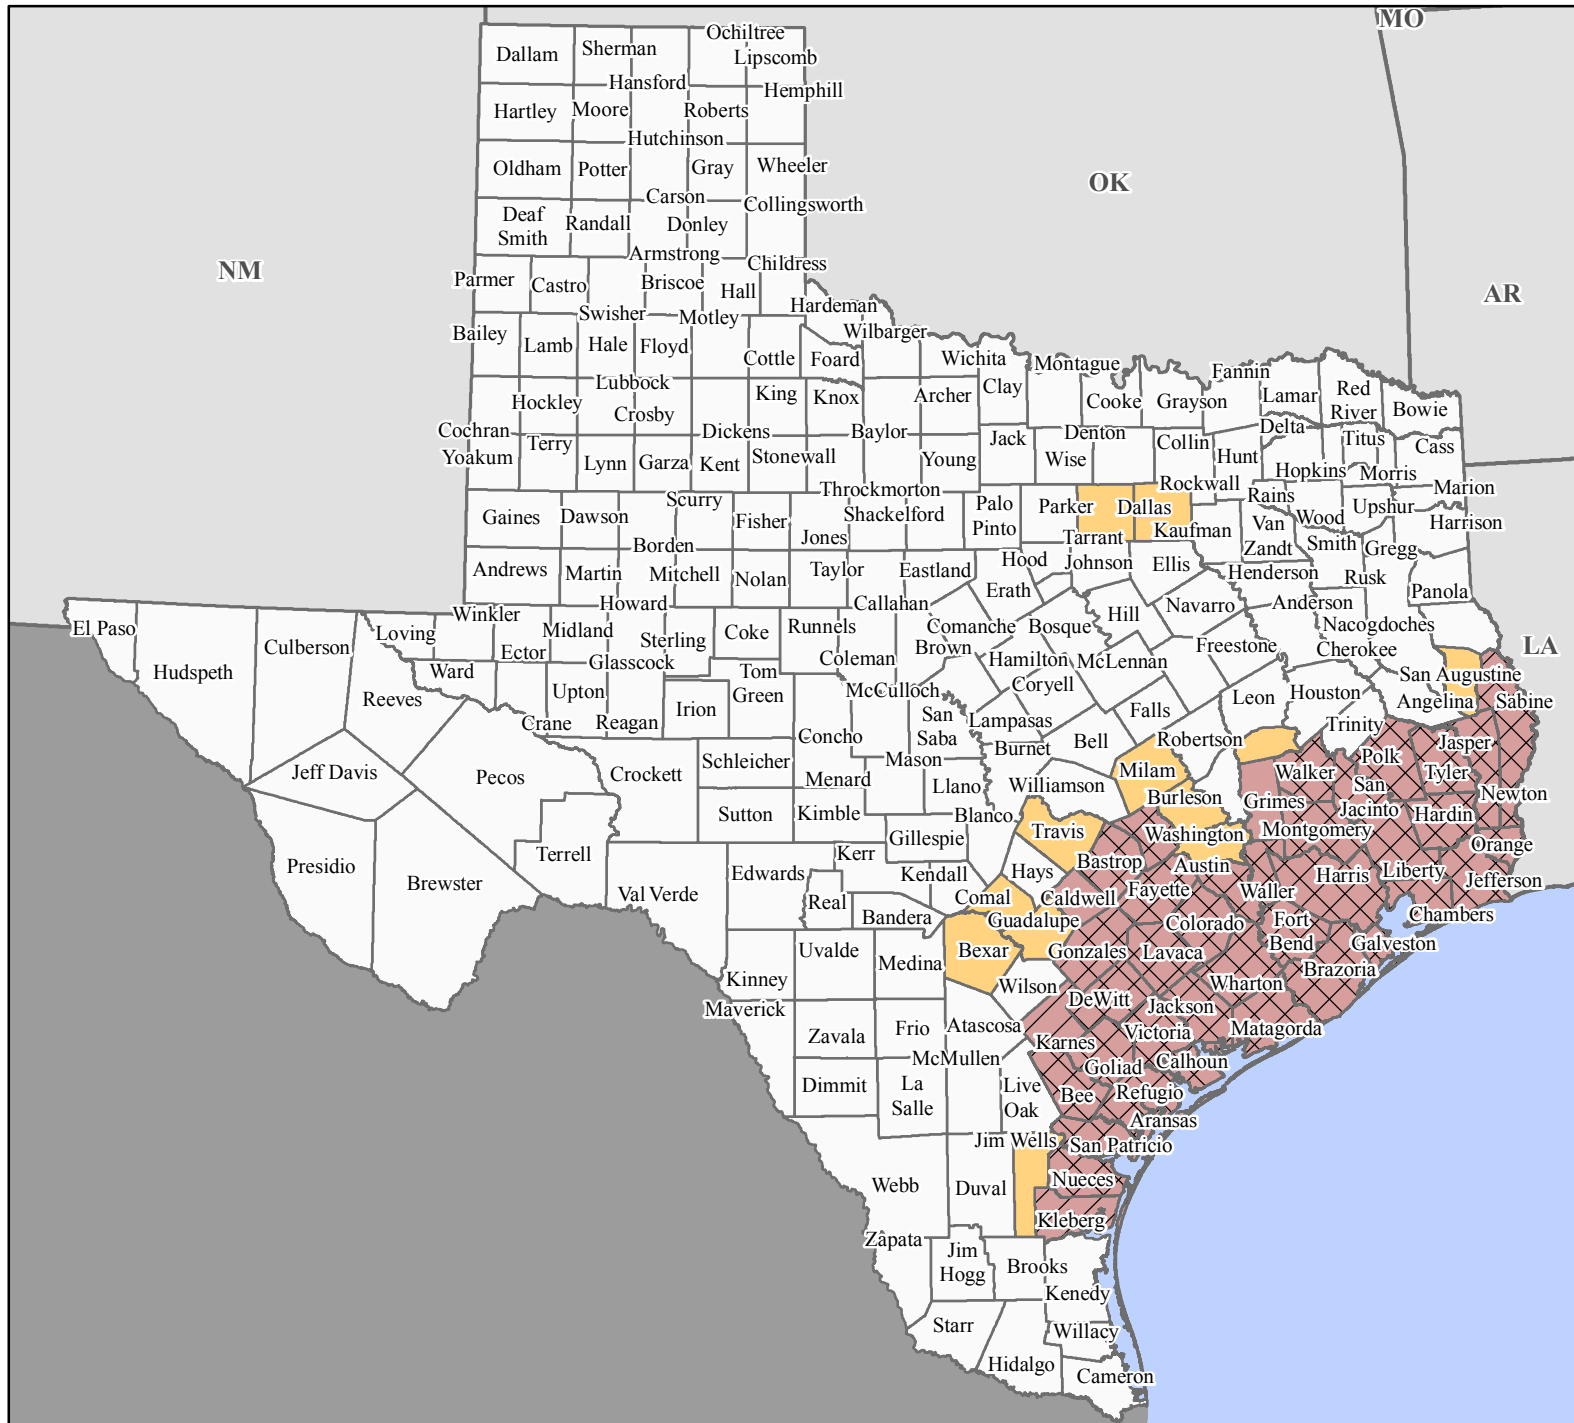 MO
Ochiltree
Dallam
Sherman
Lipscomb
Hansford
Hemphill
Hartley
Moore
Roberts
Hutchinson
Oldham
Potter
Gray
Wheeler
OK
Carson
Collingsworth
Deaf
Smith
Randall
Donley
Armstrong
NM
Childress
Parmer
Castro
Briscoe
Hall
AR
Hardeman
Swisher
Motley
Bailey
Wilbarger
Lamb
Hale
Floyd
Cottle
Foard
Wichita
Montague
Fannin
Lubbock
Clay
King
Knox
Archer
Cooke
Grayson
Lamar
Red
River
Bowie
Hockley
Crosby
Cochran
Dickens
Baylor
Denton
Delta
Yoakum
Terry
Jack
Collin
Titus
Cass
Lynn
Garza
Kent
Stonewall
Young
Wise
Hunt
Hopkins
Morris
Rockwall
Marion
Throckmorton
Scurry
Rains
Gaines
Dawson
Fisher
Shackelford
Palo
Pinto
Parker
Dallas
Van
Zandt
Wood
Upshur
Harrison
Jones
Kaufman
Tarrant
Borden
Smith
Gregg
Andrews
Martin
Mitchell
Nolan
Taylor
Eastland
Hood
Johnson
Ellis
Henderson
Rusk
Erath
Panola
Howard
Callahan
Anderson
Winkler
Hill
Navarro
El Paso
Loving
Midland
Sterling
Coke
Runnels
Comanche
Bosque
Nacogdoches
Culberson
Ector
Brown
Freestone
Cherokee
LA
Glasscock
Coleman
Hamilton
McLennan
Hudspeth
Ward
Tom
Green
San Augustine
Coryell
Reeves
Upton
McCulloch
Leon
Houston
Angelina
Sabine
Crane
Reagan
Irion
San
Saba
Lampasas
Falls
Trinity
Concho
Burnet
Bell
Robertson
Jasper
Mason
Polk
Schleicher
Jeff Davis
Pecos
Crockett
Menard
Llano
Williamson
Milam
Walker
Tyler
San
Jacinto
Newton
Burleson
Grimes
Sutton
Kimble
Blanco
Hardin
Travis
Washington
Montgomery
Gillespie
Orange
Presidio
Terrell
Kerr
Bastrop
Austin
Brewster
Val Verde
Edwards
Kendall
Hays
Harris
Liberty
Jefferson
Real
Comal
Caldwell
Fayette
Waller
Bandera
Guadalupe
Colorado
Fort
Bend
Chambers
Uvalde
Medina
Bexar
Gonzales
Lavaca
Galveston
Kinney
Wilson
Wharton
Brazoria
Maverick
DeWitt
Jackson
Zavala
Frio
Atascosa
Karnes
Victoria
Matagorda
McMullen
Goliad
Calhoun
Dimmit
La
Salle
Live
Oak
Bee
Refugio
Aransas
Jim Wells
San Patricio
Webb
Duval
Nueces
Kleberg
Zapata
Jim
Hogg
Brooks
Kenedy
Starr
Willacy
Hidalgo
Cameron